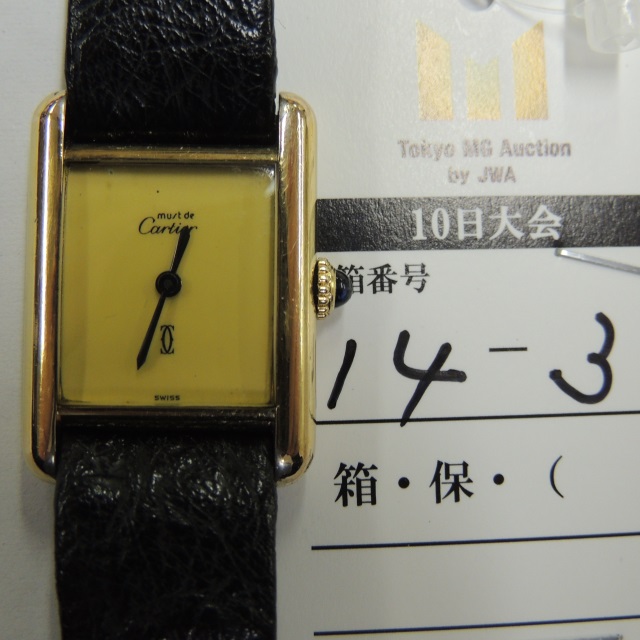 must de
Cartier
SWISS
Tokyo MG Auction
by JWA
10日大会
箱番号
14-3
箱・保・(